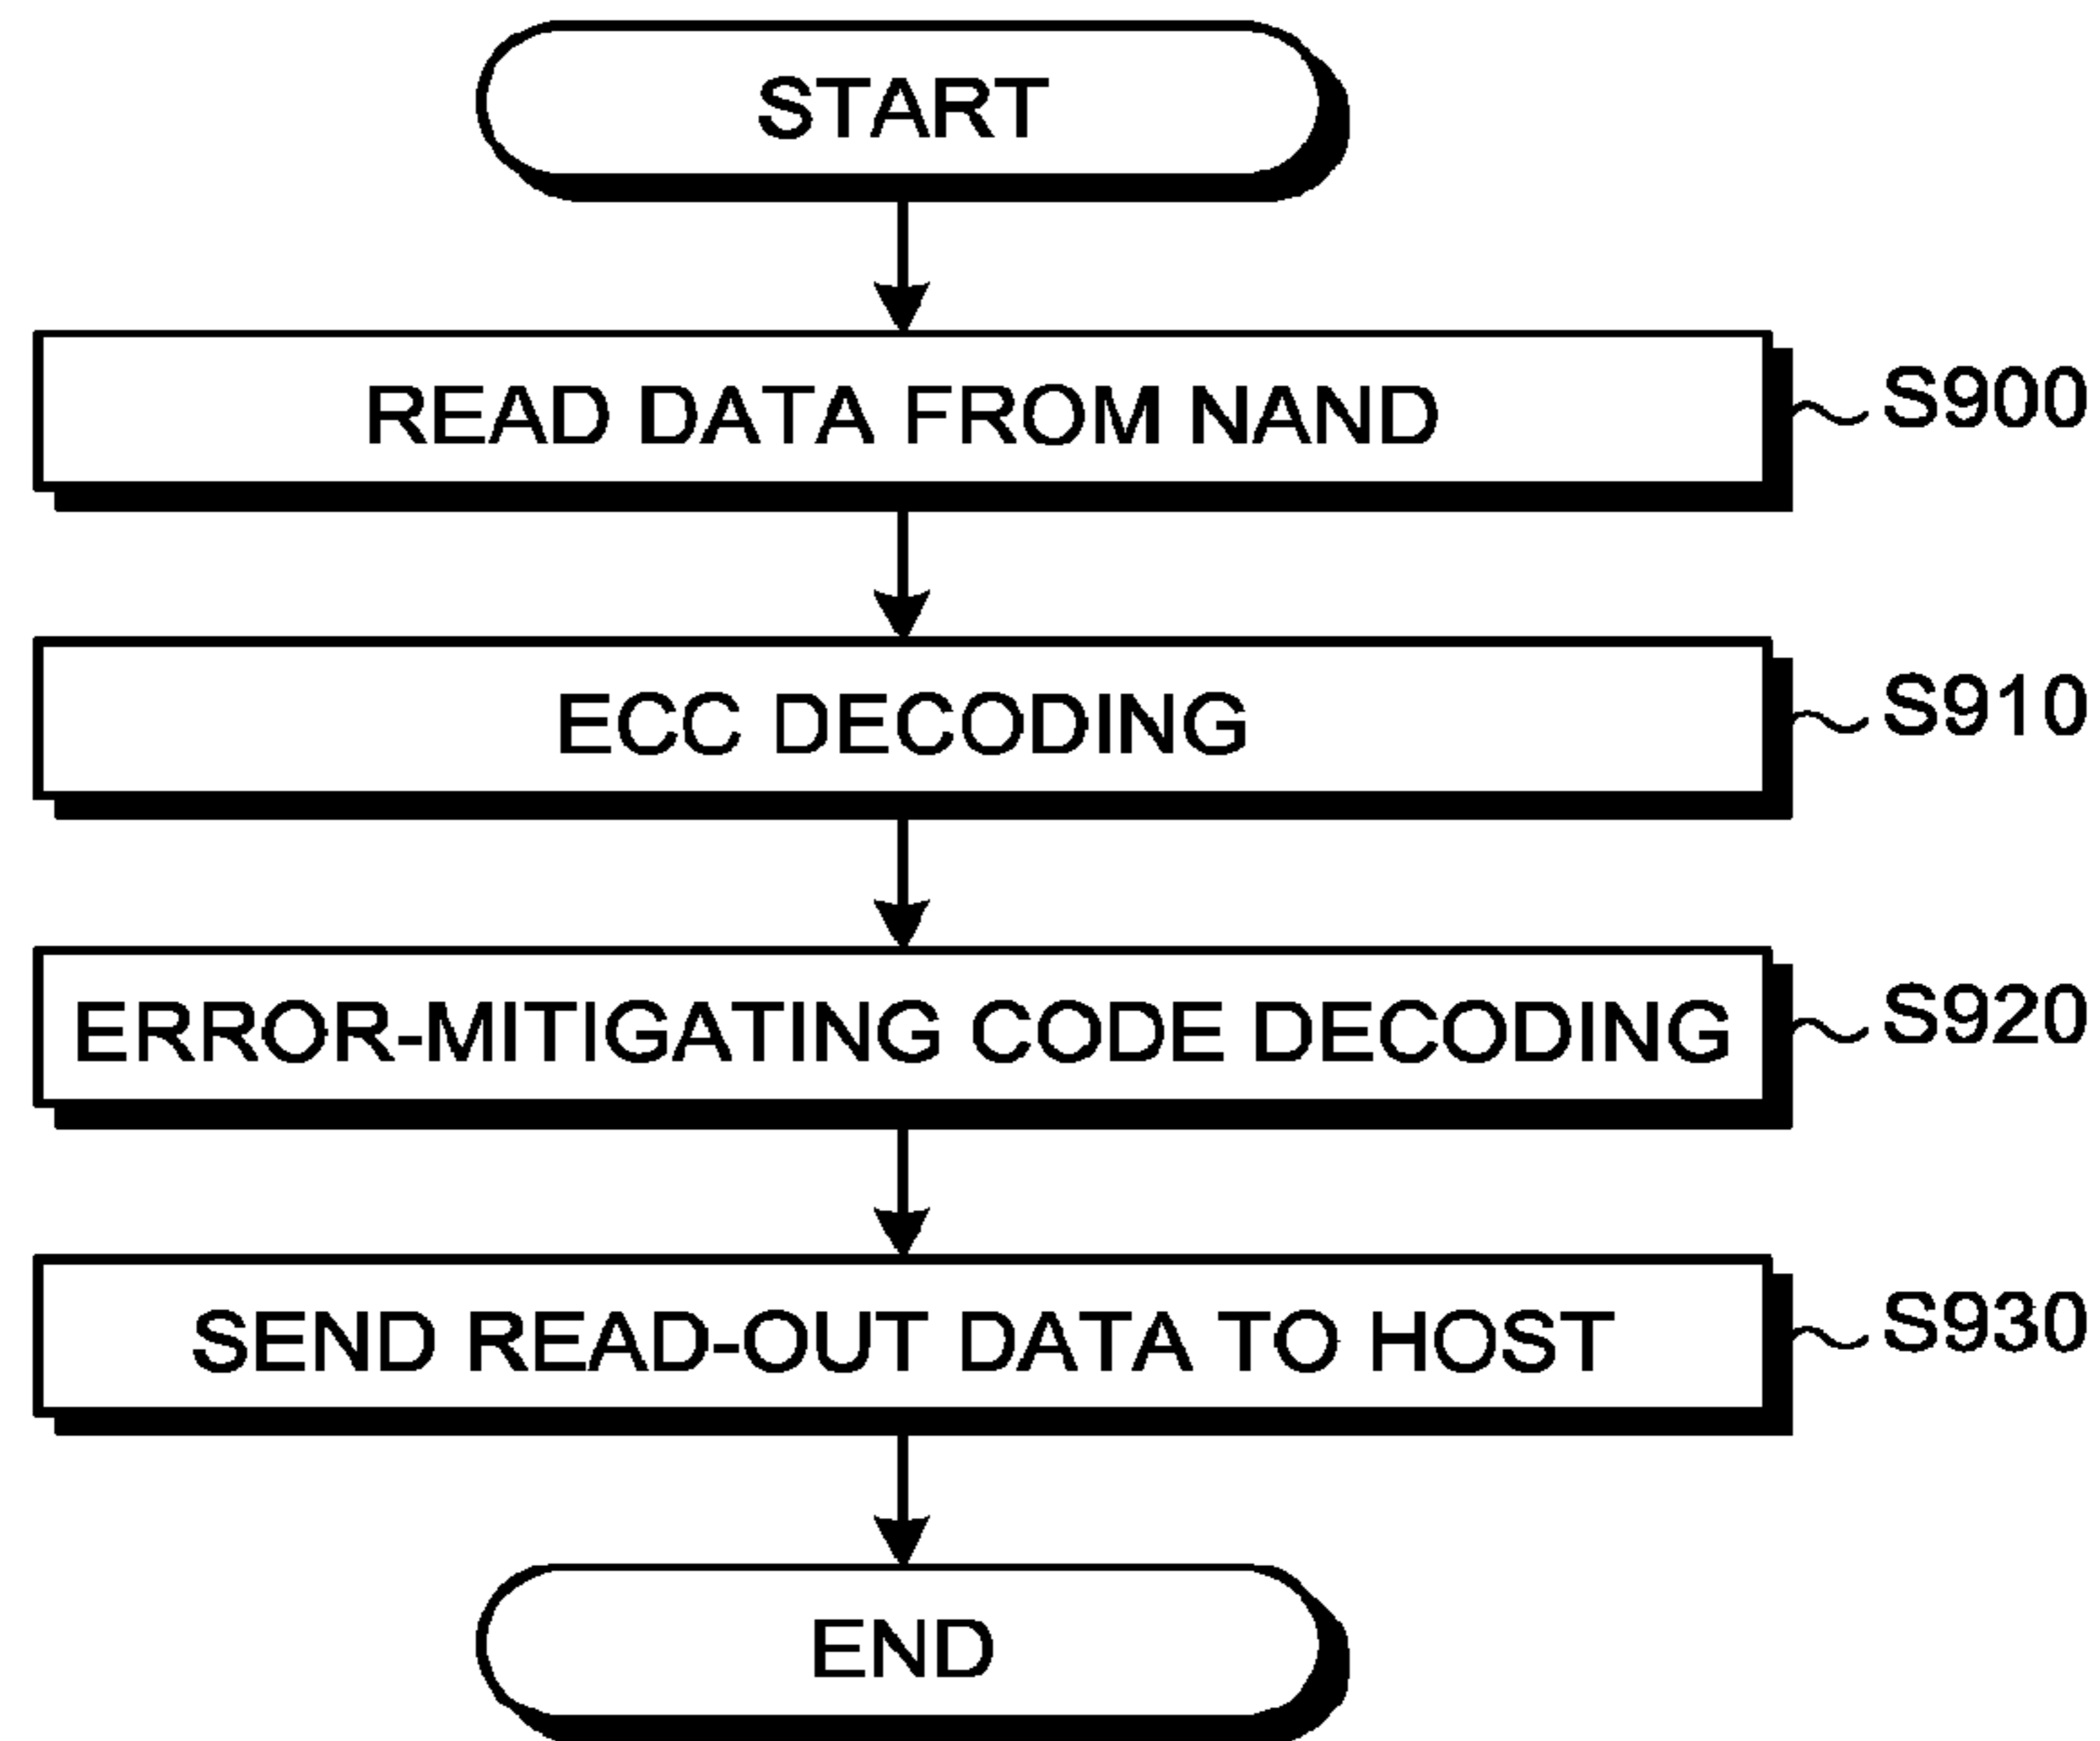 START
READ DATA FROM NAND
S900
ECC DECODING
S910
ERROR-MITIGATING CODE DECODING
S920
SEND READ-OUT DATA TO HOST
S930
END